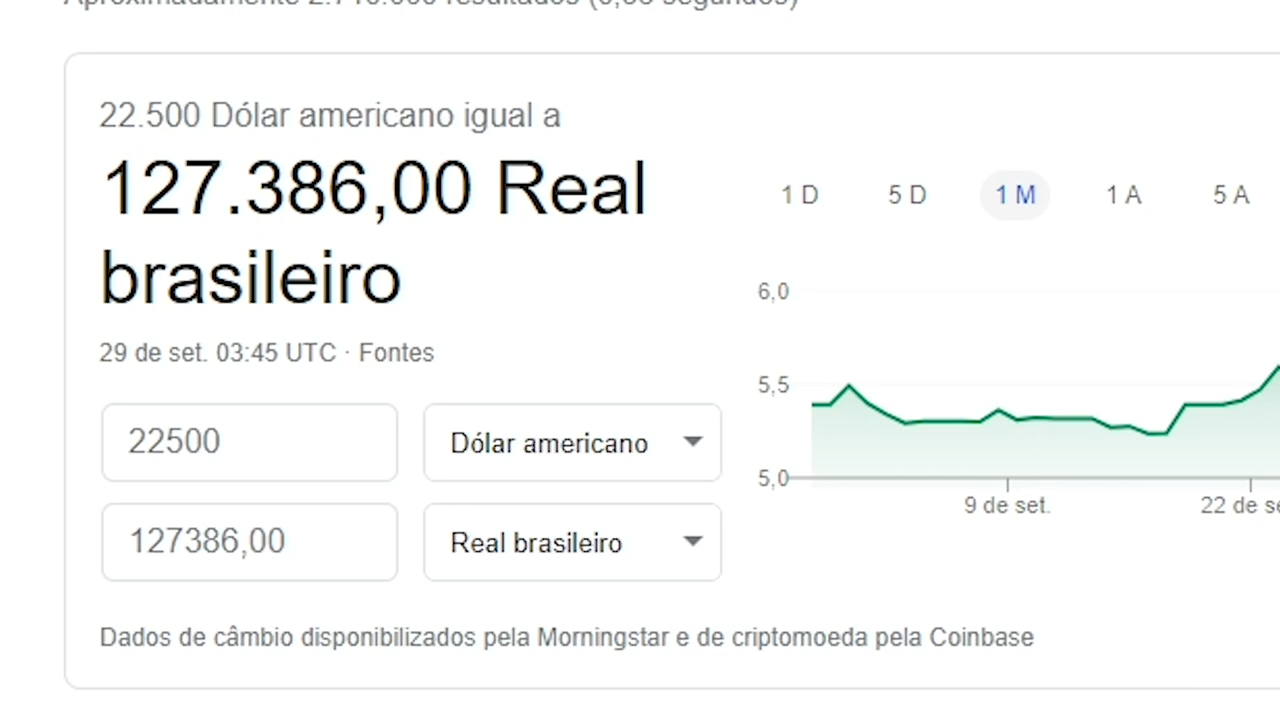 22.500 Dólar americano igual a
127.386,00 Real
brasileiro
29 de set. 03:45 UTC · Fontes
22500 Dólar americano
127386,00 Real brasileiro
1 D 5 D 1 M 1 A 5 A
6,0
5,5
5,0
9 de set. 22 de
Dados de câmbio disponibilizados pela Morningstar e de criptomoeda pela Coinbase